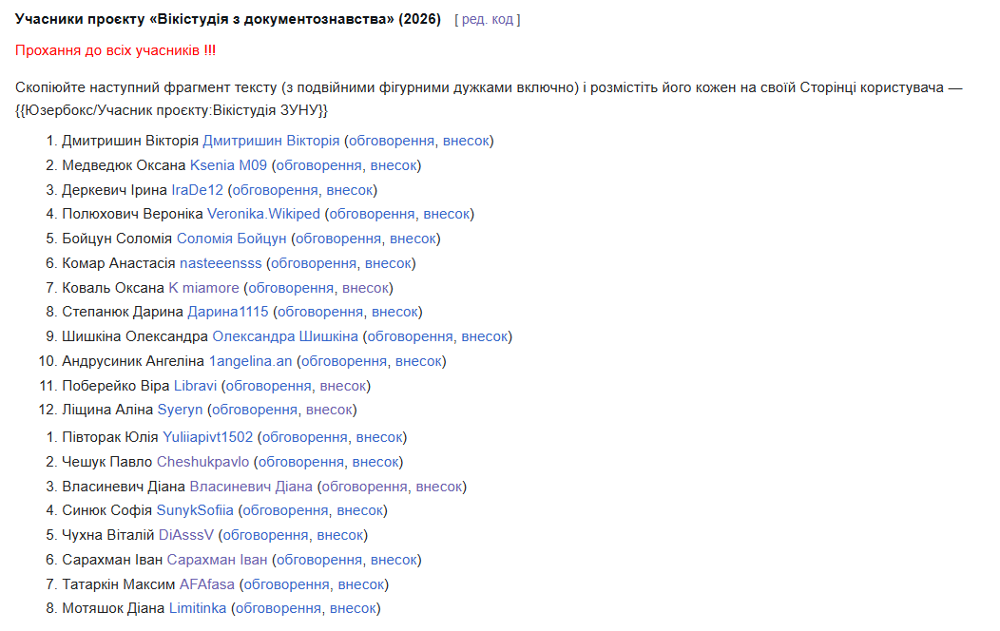 Учасники проєкту «Вікістудія з документознавства» (2026) [ ред. код ]
Прохання до всіх учасників !!!
Скопіюйте наступний фрагмент тексту (з подвійними фігурними дужками включно) і розмістіть його кожен на своїй Сторінці користувача —
{{Юзербокс/Учасник проєкту:Вікістудія ЗУНУ}}
1. Дмитришин Вікторія Дмитришин Вікторія (обговорення, внесок)
2. Медведюк Оксана Ksenia M09 (обговорення, внесок)
3. Деркевич Ірина IraDe12 (обговорення, внесок)
4. Полюхович Вероніка Veronika.Wikiped (обговорення, внесок)
5. Бойцун Соломія Соломія Бойцун (обговорення, внесок)
6. Комар Анастасія nasteeensss (обговорення, внесок)
7. Коваль Оксана K miamore (обговорення, внесок)
8. Степанюк Дарина Дарина1115 (обговорення, внесок)
9. Шишкіна Олександра Олександра Шишкіна (обговорення, внесок)
10. Андрусиник Ангеліна 1angelina.an (обговорення, внесок)
11. Поберейко Віра Libravi (обговорення, внесок)
12. Ліщина Аліна Syeryn (обговорення, внесок)
1. Півторак Юлія Yuliiapivt1502 (обговорення, внесок)
2. Чешук Павло Cheshukpavlo (обговорення, внесок)
3. Власиневич Діана Власиневич Діана (обговорення, внесок)
4. Синюк Софія SunykSofiia (обговорення, внесок)
5. Чухна Віталій DiAsssV (обговорення, внесок)
6. Сарахман Іван Сарахман Іван (обговорення, внесок)
7. Татаркін Максим AFAfasa (обговорення, внесок)
8. Мотяшок Діана Limitinka (обговорення, внесок)